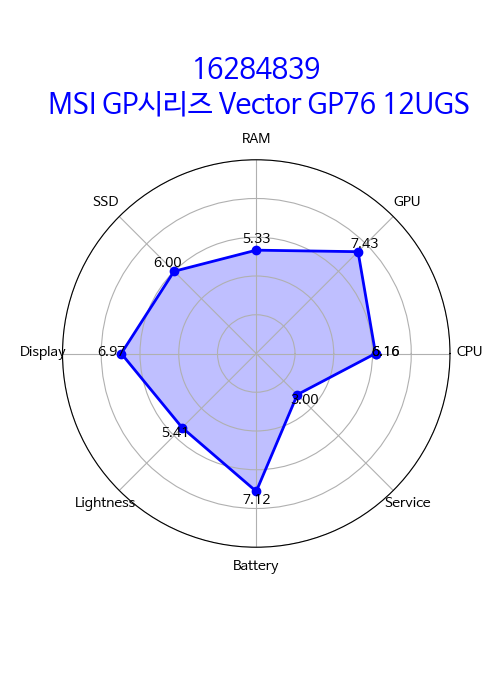 16284839
MSI GP시리즈 Vector GP76 12UGS
RAM
SSD
GPU
5.33
7.43
6.00
Display
6.97
6.16
CPU
3.00
5.41
7.12
Lightness
Service
Battery